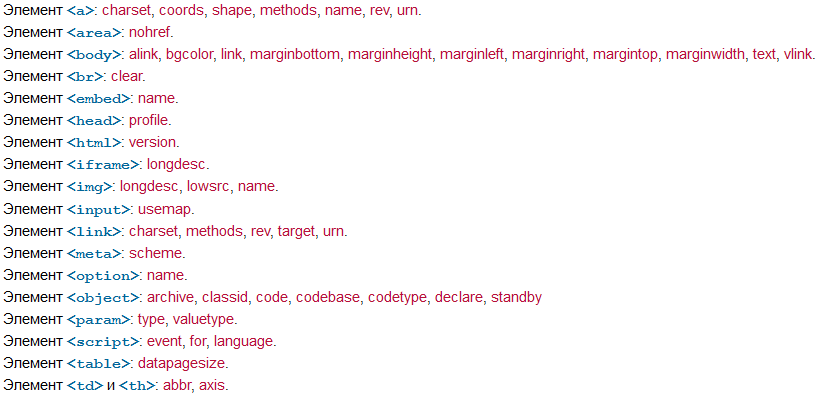 Элемент <a>: charset, coords, shape, methods, name, rev, urn.
Элемент <area>: nohref.
Элемент <body>: alink, bgcolor, link, marginbottom, marginheight, marginleft, marginright, margintop, marginwidth, text, vlink.
Элемент <br>: clear.
Элемент <embed>: name.
Элемент <head>: profile.
Элемент <html>: version.
Элемент <iframe>: longdesc.
Элемент <img>: longdesc, lowsrc, name.
Элемент <input>: usemap.
Элемент <link>: charset, methods, rev, target, urn.
Элемент <meta>: scheme.
Элемент <option>: name.
Элемент <object>: archive, classid, code, codebase, codetype, declare, standby
Элемент <param>: type, valuetype.
Элемент <script>: event, for, language.
Элемент <table>: datapagesize.
Элемент <td> и <th>: abbr, axis.